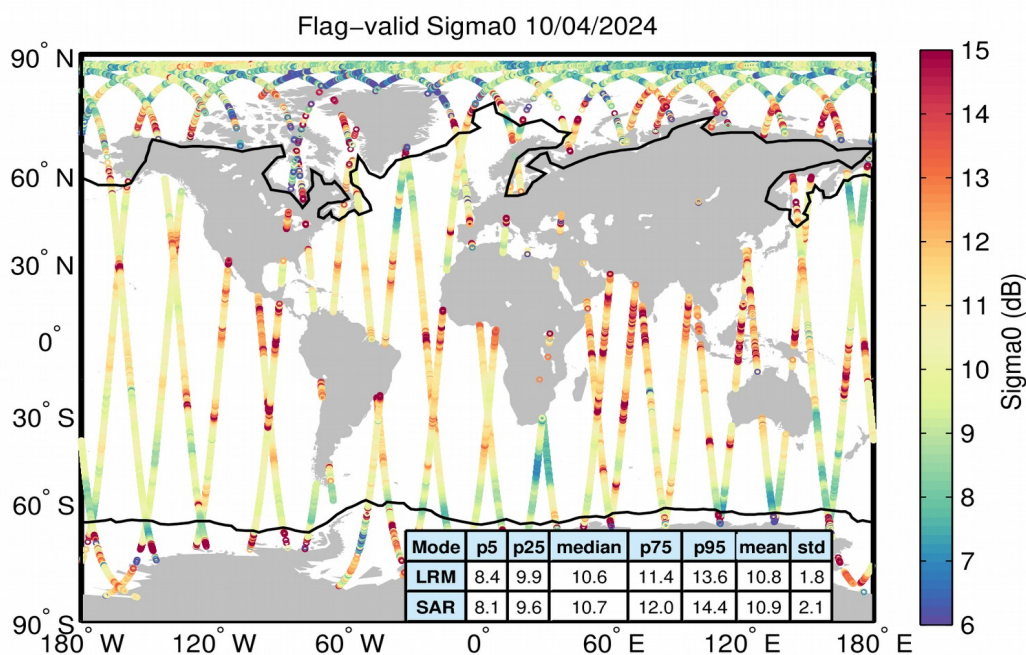 Flag−valid Sigma0 10/04/2024
90° N
60° N
30° N
0°
30° S
60° S
90° S
180° W
120° W
60° W
0°
60° E
120° E
180° E
Mode p5 p25 median p75 p95 mean std
LRM 8.4 9.9 10.6 11.4 13.6 10.8 1.8
SAR 8.1 9.6 10.7 12.0 14.4 10.9 2.1
15
14
13
12
11
10
9
8
7
6
Sigma0 (dB)